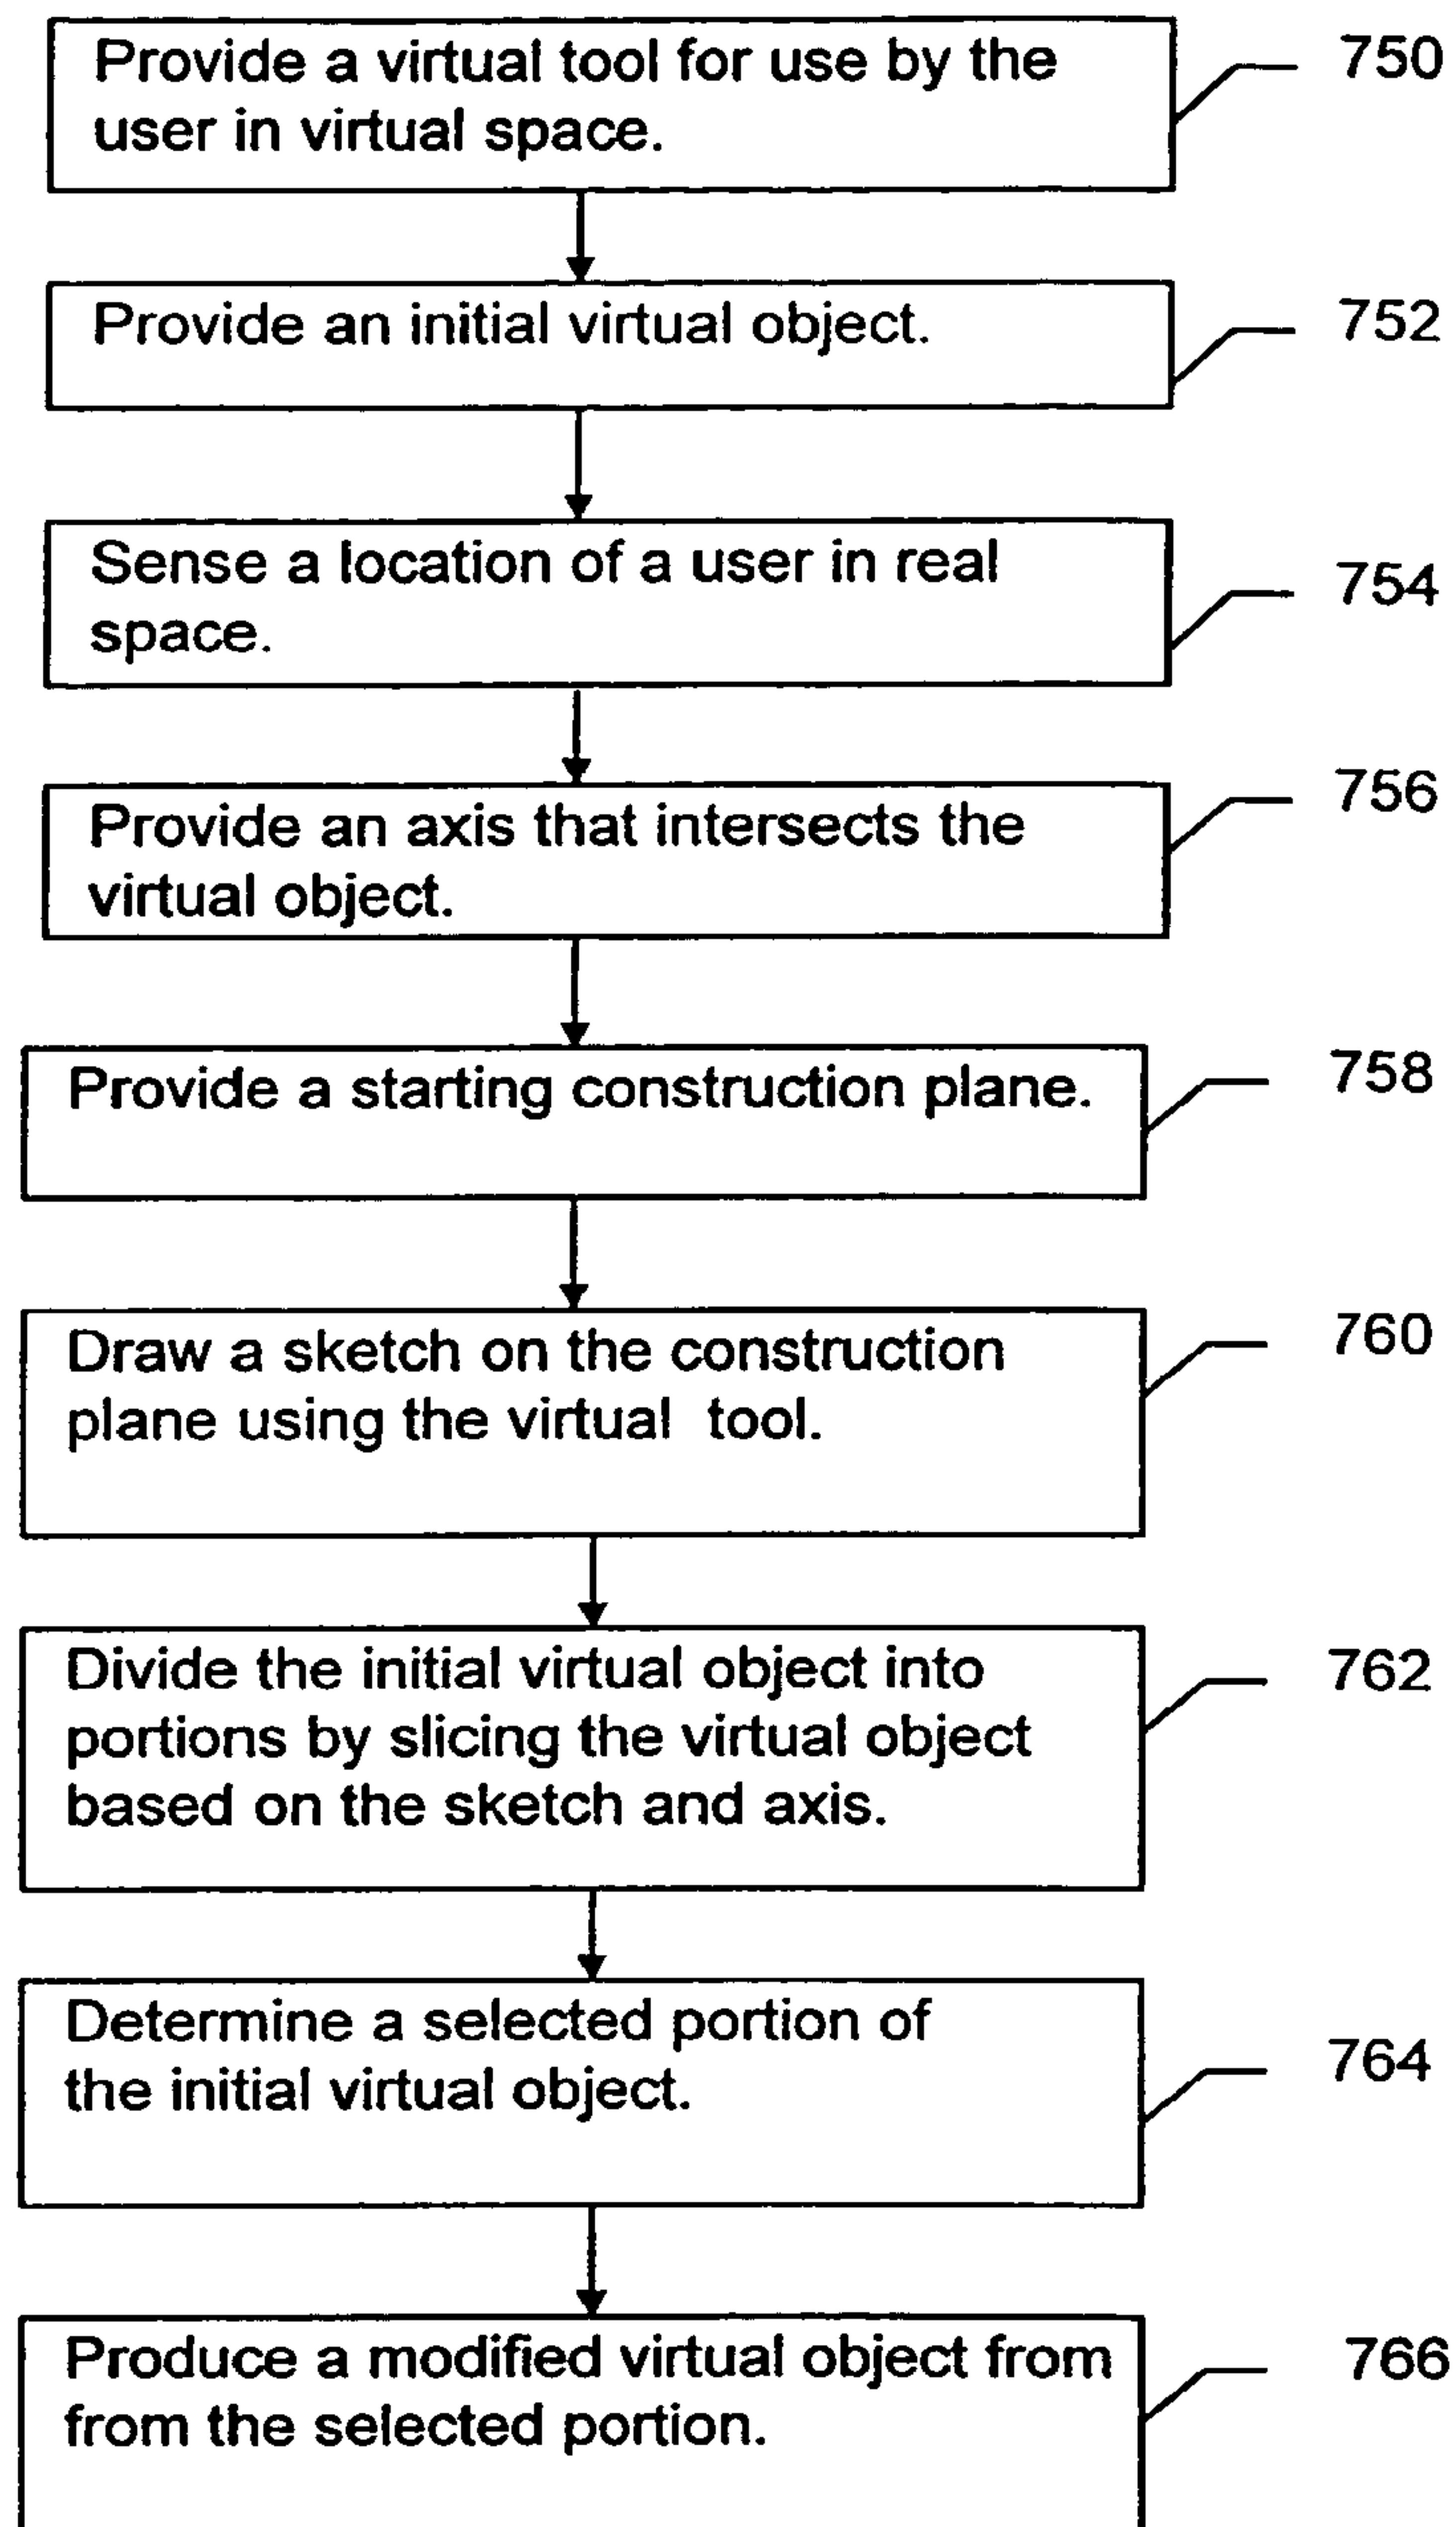 Provide a virtual tool for use by the
user in virtual space.
750
Provide an initial virtual object.
752
Sense a location of a user in real
space.
754
Provide an axis that intersects the
virtual object.
756
Provide a starting construction plane.
758
Draw a sketch on the construction
plane using the virtual tool.
760
Divide the initial virtual object into
portions by slicing the virtual object
based on the sketch and axis.
762
Determine a selected portion of
the initial virtual object.
764
Produce a modified virtual object from
from the selected portion.
766